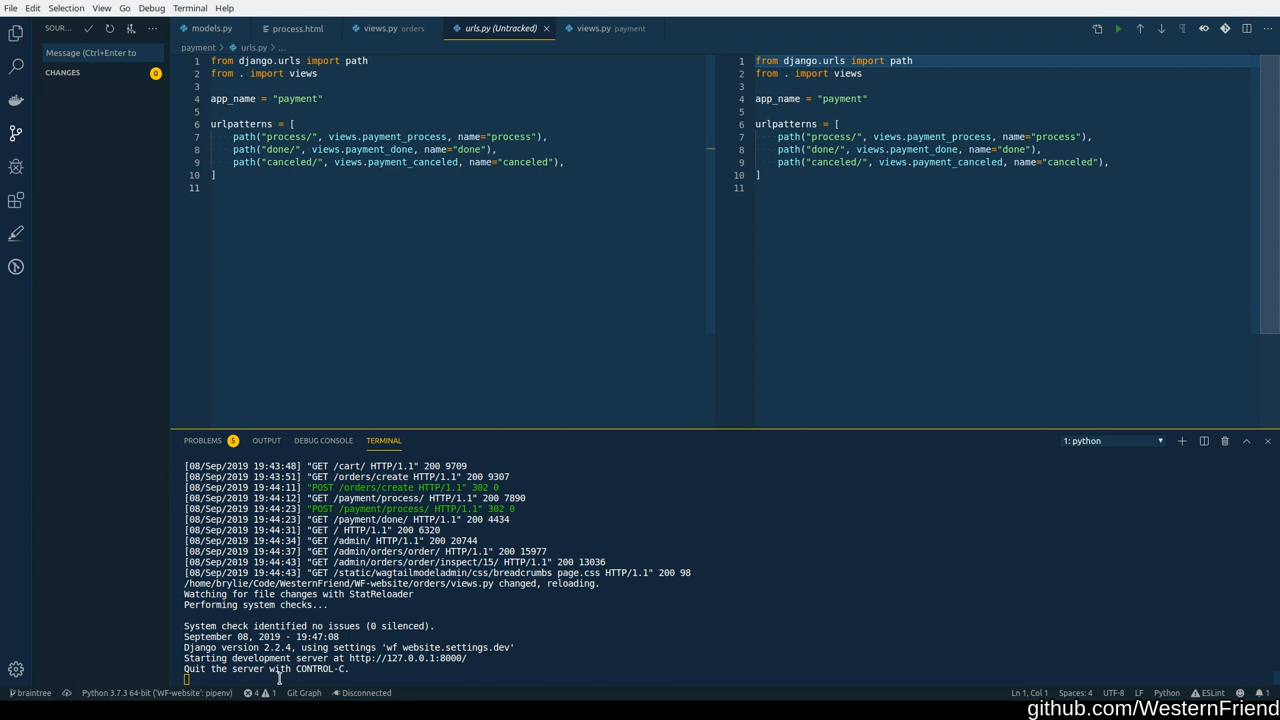 File Edit Selection View Go Debug Terminal Help
SOUR...
models.py process.html views.py orders urls.py (Untracked) views.py payment
Message (Ctrl+Enter to
payment > urls.py > ...
CHANGES 0
1 from django.urls import path
2 from . import views
3
4 app_name = "payment"
5
6 urlpatterns = [
7 path("process/", views.payment_process, name="process"),
8 path("done/", views.payment_done, name="done"),
9 path("canceled/", views.payment_canceled, name="canceled"),
10 ]
11
1 from django.urls import path
2 from . import views
3
4 app_name = "payment"
5
6 urlpatterns = [
7 path("process/", views.payment_process, name="process"),
8 path("done/", views.payment_done, name="done"),
9 path("canceled/", views.payment_canceled, name="canceled"),
10 ]
11
PROBLEMS 5 OUTPUT DEBUG CONSOLE TERMINAL 1: python
[08/Sep/2019 19:43:48] "GET /cart/ HTTP/1.1" 200 9709
[08/Sep/2019 19:43:51] "GET /orders/create HTTP/1.1" 200 9307
[08/Sep/2019 19:44:11] "POST /orders/create HTTP/1.1" 302 0
[08/Sep/2019 19:44:12] "GET /payment/process/ HTTP/1.1" 200 7890
[08/Sep/2019 19:44:23] "POST /payment/process/ HTTP/1.1" 302 0
[08/Sep/2019 19:44:23] "GET /payment/done/ HTTP/1.1" 200 4434
[08/Sep/2019 19:44:31] "GET / HTTP/1.1" 200 6320
[08/Sep/2019 19:44:34] "GET /admin/ HTTP/1.1" 200 20744
[08/Sep/2019 19:44:37] "GET /admin/orders/order/ HTTP/1.1" 200 15977
[08/Sep/2019 19:44:43] "GET /admin/orders/order/inspect/15/ HTTP/1.1" 200 13036
[08/Sep/2019 19:44:43] "GET /static/wagtailmodeladmin/css/breadcrumbs_page.css HTTP/1.1" 200 98
/home/brylie/Code/WesternFriend/WF-website/orders/views.py changed, reloading.
Watching for file changes with StatReloader
Performing system checks...
System check identified no issues (0 silenced).
September 08, 2019 - 19:47:08
Django version 2.2.4, using settings 'wf_website.settings.dev'
Starting development server at http://127.0.0.1:8000/
Quit the server with CONTROL-C.
braintree Python 3.7.3 64-bit ('WF-website': pipenv) 4 1 Git Graph Disconnected Ln 1, Col 1 Spaces: 4 UTF-8 LF Python ESLint 1
github.com/WesternFriend